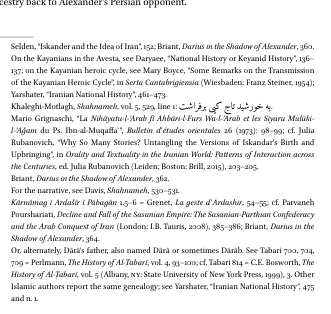 cestry back to Alexander's Persian opponent.
Selden, "Iskander and the Idea of Iran", 152; Briant, Darius in the Shadow of Alexander, 360.
On the Kayanids in the Avesta, see Daryaee, "National History or Keyanid History", 136–
137; on the Kayanian heroic cycle, see Mary Boyce, "Some Remarks on the Transmission
of the Kayanian Heroic Cycle", in Serta Cantabrigiensia (Wiesbaden: Franz Steiner, 1954);
Yarshater, "Iranian National History", 461–473.
Khaleghi-Motlagh, Shahnameh, vol. 5, 529, line 1: به خورشید تاج کیی برفراشت.
Mario Grignaschi, "La Nihāyatu-l-ʿArab fī Aḫbāri-l-Furs Wa-l-ʿArab et les Siyaru Mulūki-
l-ʿAǧam du Ps. Ibn-al-Muqaffaʿ", Bulletin d'études orientales 26 (1973): 98–99; cf. Julia
Rubanovich, "Why So Many Stories? Untangling the Versions of Iskandar's Birth and
Upbringing", in Orality and Textuality in the Iranian World: Patterns of Interaction across
the Centuries, ed. Julia Rubanovich (Leiden; Boston: Brill, 2015), 203–205.
Briant, Darius in the Shadow of Alexander, 362.
For the narrative, see Davis, Shahnameh, 530–531.
Kārnāmag ī Ardašīr ī Pābagān 1.5–6 = Grenet, La geste d'Ardashir, 54–55; cf. Parvaneh
Pourshariati, Decline and Fall of the Sasanian Empire: The Sasanian-Parthian Confederacy
and the Arab Conquest of Iran (London: I.B. Tauris, 2008), 385–386; Briant, Darius in the
Shadow of Alexander, 364.
Or, alternately, Dārā's father, also named Dārā or sometimes Dārāb. See Tabari 700, 704,
709 = Perlmann, The History of Al-Ṭabarī, vol. 4, 93–100; cf. Tabari 814 = C.E. Bosworth, The
History of Al-Ṭabarī, vol. 5 (Albany, NY: State University of New York Press, 1999), 3. Other
Islamic authors report the same genealogy; see Yarshater, "Iranian National History", 475
and n. 1.